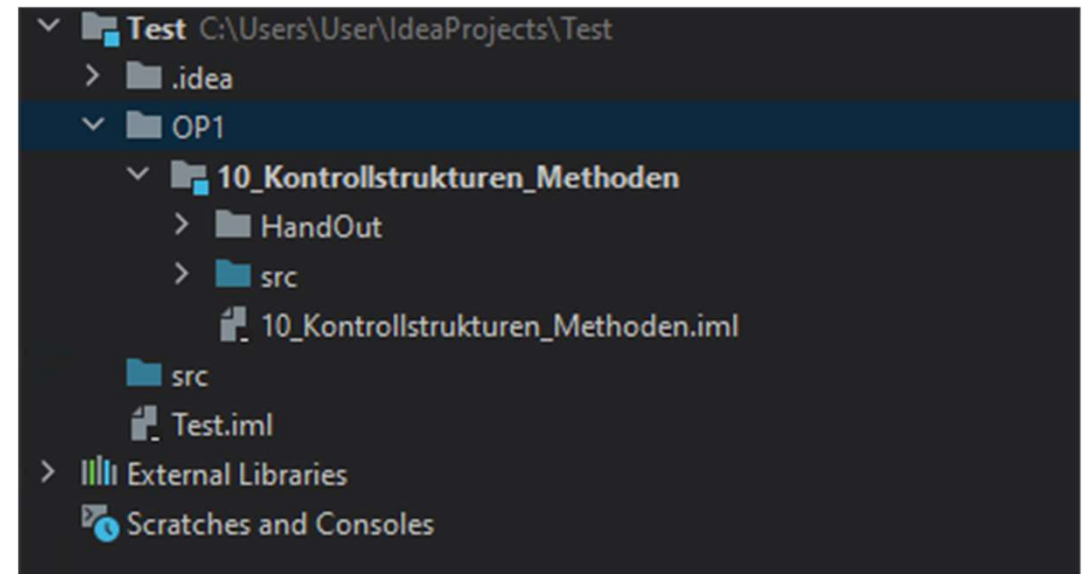 Test C:\Users\User\IdeaProjects\Test
.idea
OP1
10_Kontrollstrukturen_Methoden
HandOut
src
10_Kontrollstrukturen_Methoden.iml
src
Test.iml
External Libraries
Scratches and Consoles